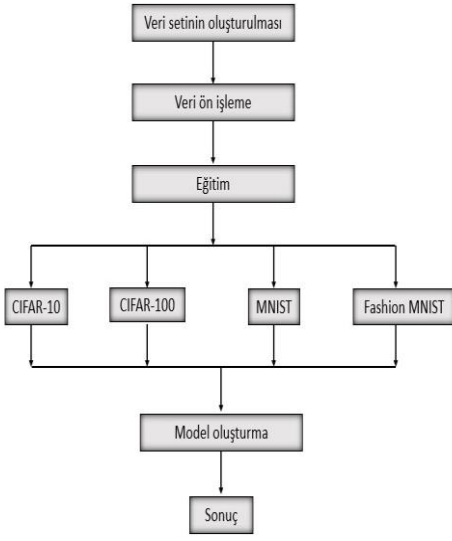 Veri setinin oluşturulması
Veri ön işleme
Eğitim
CIFAR-10
CIFAR-100
MNIST
Fashion MNIST
Model oluşturma
Sonuç